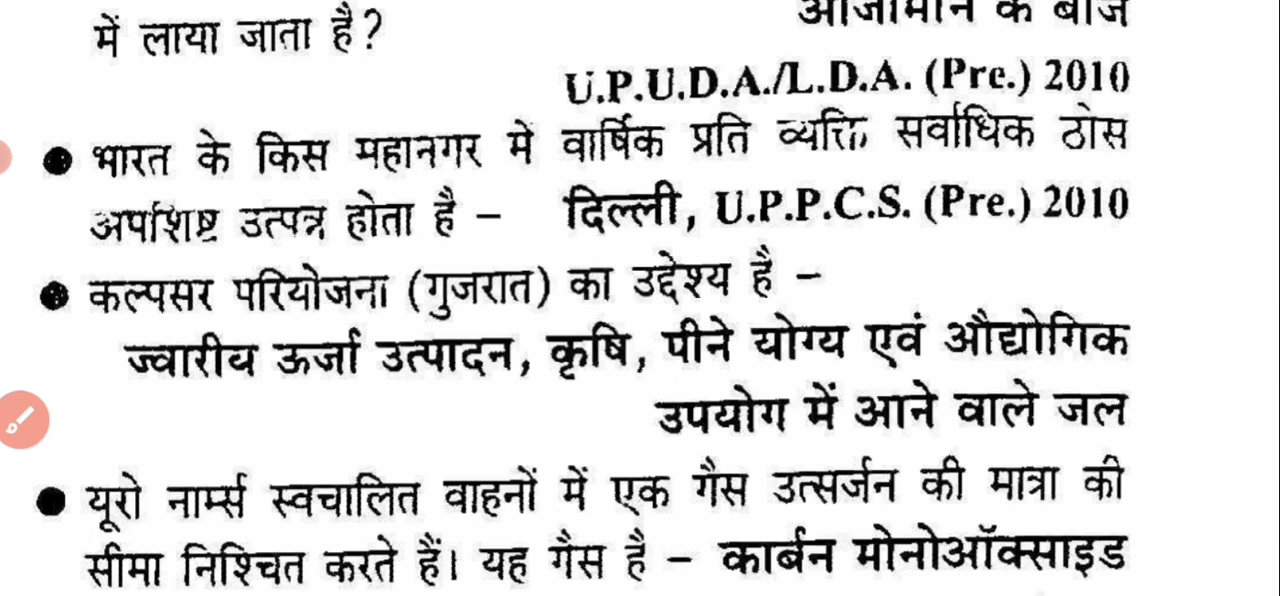 में लाया जाता है?
के बीज
U.P.U.D.A./L.D.A. (Pre.) 2010
● भारत के किस महानगर में वार्षिक प्रति व्यक्ति सर्वाधिक ठोस
अपशिष्ट उत्पन्न होता है – दिल्ली, U.P.P.C.S. (Pre.) 2010
● कल्पसर परियोजना (गुजरात) का उद्देश्य है –
ज्वारीय ऊर्जा उत्पादन, कृषि, पीने योग्य एवं औद्योगिक
उपयोग में आने वाले जल
● यूरो नार्म्स स्वचालित वाहनों में एक गैस उत्सर्जन की मात्रा की
सीमा निश्चित करते हैं। यह गैस है – कार्बन मोनोऑक्साइड